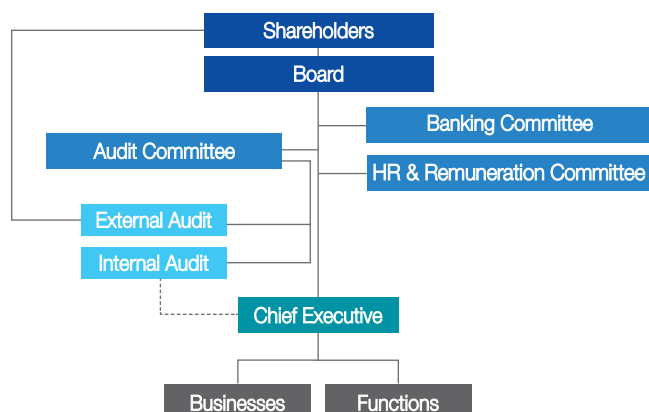 Shareholders
Board
Banking Committee
Audit Committee
HR & Remuneration Committee
External Audit
Internal Audit
Chief Executive
Businesses
Functions